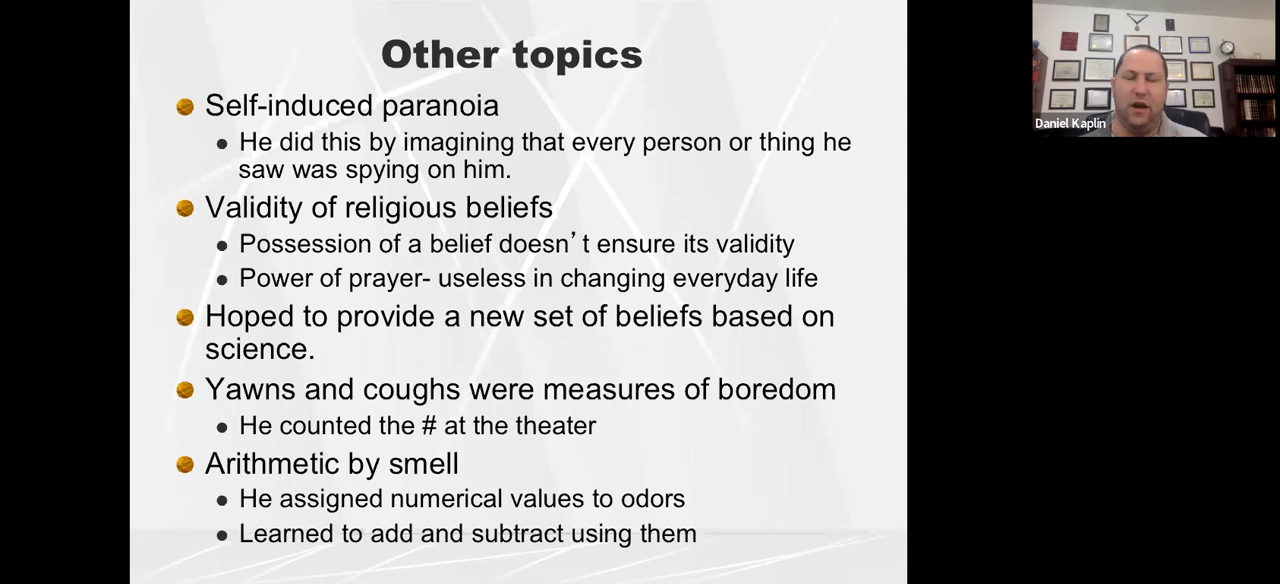 Other topics
Self-induced paranoia
He did this by imagining that every person or thing he
saw was spying on him.
Validity of religious beliefs
Possession of a belief doesn’t ensure its validity
Power of prayer- useless in changing everyday life
Hoped to provide a new set of beliefs based on
science.
Yawns and coughs were measures of boredom
He counted the # at the theater
Arithmetic by smell
He assigned numerical values to odors
Learned to add and subtract using them
Daniel Kaplin